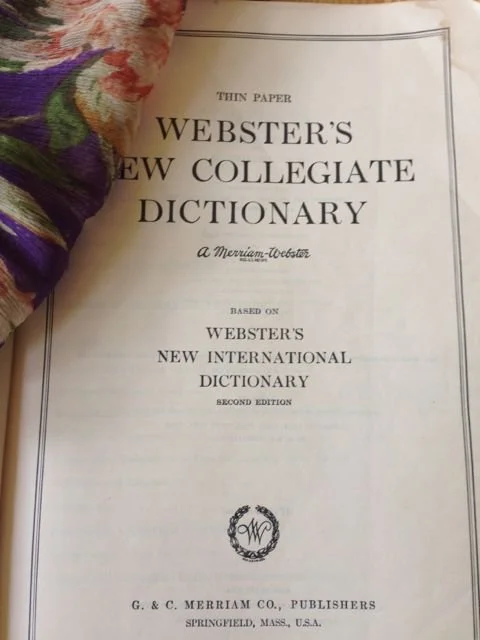 THIN PAPER
WEBSTER'S
EW COLLEGIATE
DICTIONARY
A Merriam-Webster
BASED ON
WEBSTER'S
NEW INTERNATIONAL
DICTIONARY
SECOND EDITION
W
G. & C. MERRIAM CO., PUBLISHERS
SPRINGFIELD, MASS., U.S.A.